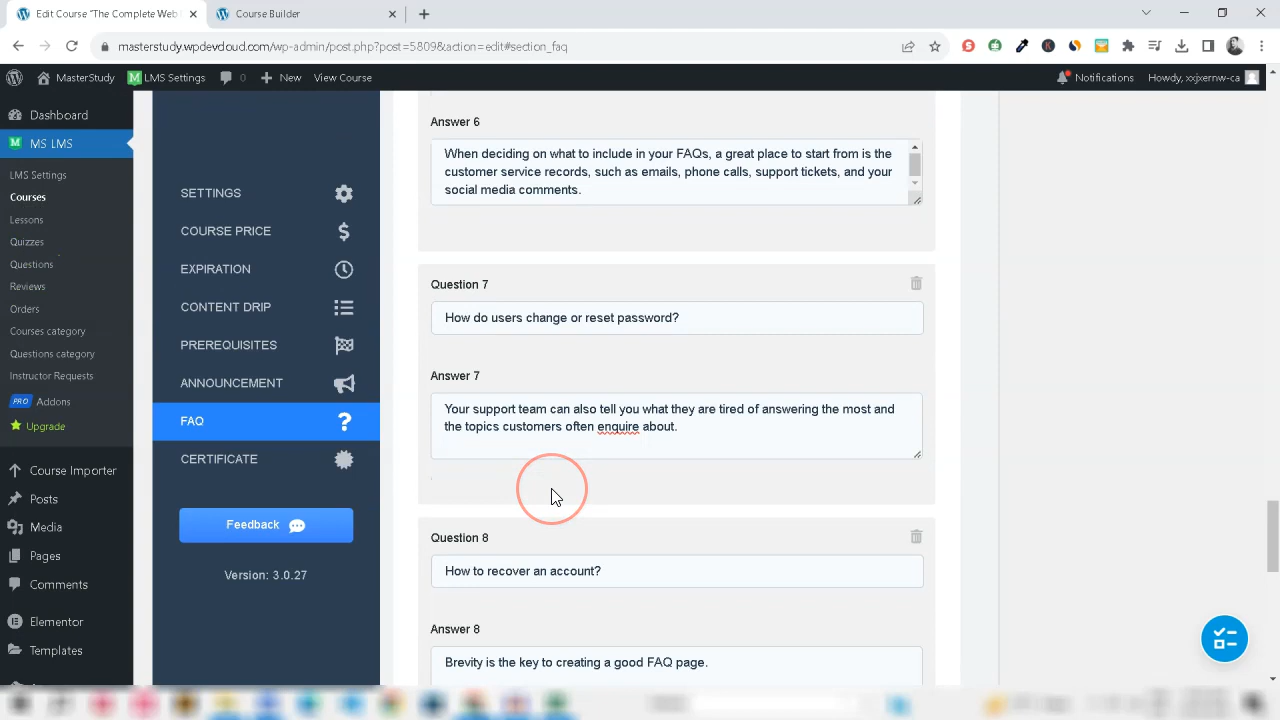 Edit Course “The Complete Web
Course Builder
masterstudy.wpdevcloud.com/wp-admin/post.php?post=5809&action=edit#section_faq
MasterStudy
LMS Settings
0
New
View Course
Notifications
Howdy, xxjxernw-ca
Dashboard
MS LMS
LMS Settings
Courses
Lessons
Quizzes
Questions
Reviews
Orders
Courses category
Questions category
Instructor Requests
PRO Addons
Upgrade
Course Importer
Posts
Media
Pages
Comments
Elementor
Templates
SETTINGS
COURSE PRICE
EXPIRATION
CONTENT DRIP
PREREQUISITES
ANNOUNCEMENT
FAQ
CERTIFICATE
Feedback
Version: 3.0.27
Answer 6
When deciding on what to include in your FAQs, a great place to start from is the
customer service records, such as emails, phone calls, support tickets, and your
social media comments.
Question 7
How do users change or reset password?
Answer 7
Your support team can also tell you what they are tired of answering the most and
the topics customers often enquire about.
Question 8
How to recover an account?
Answer 8
Brevity is the key to creating a good FAQ page.